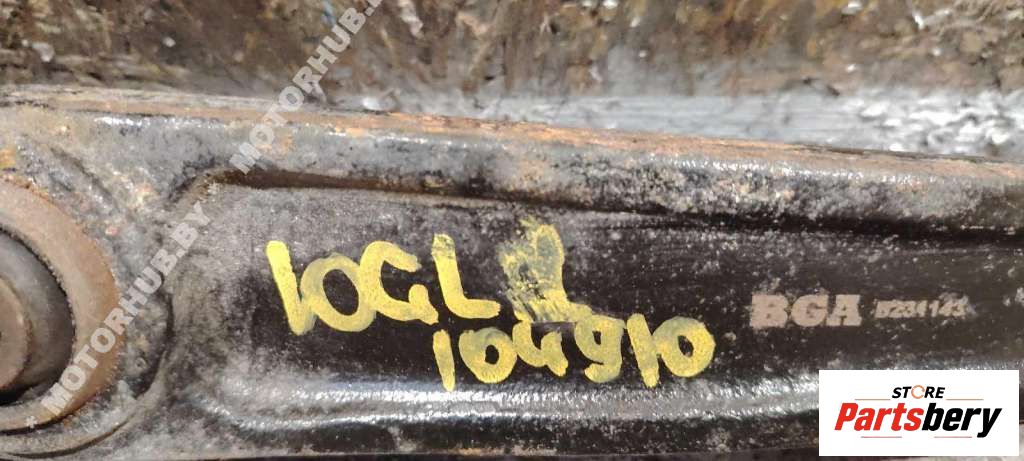 MOTORHUB.BY
MOTORHUB.BY
10GL
104910
BGA
STORE
Partsbery